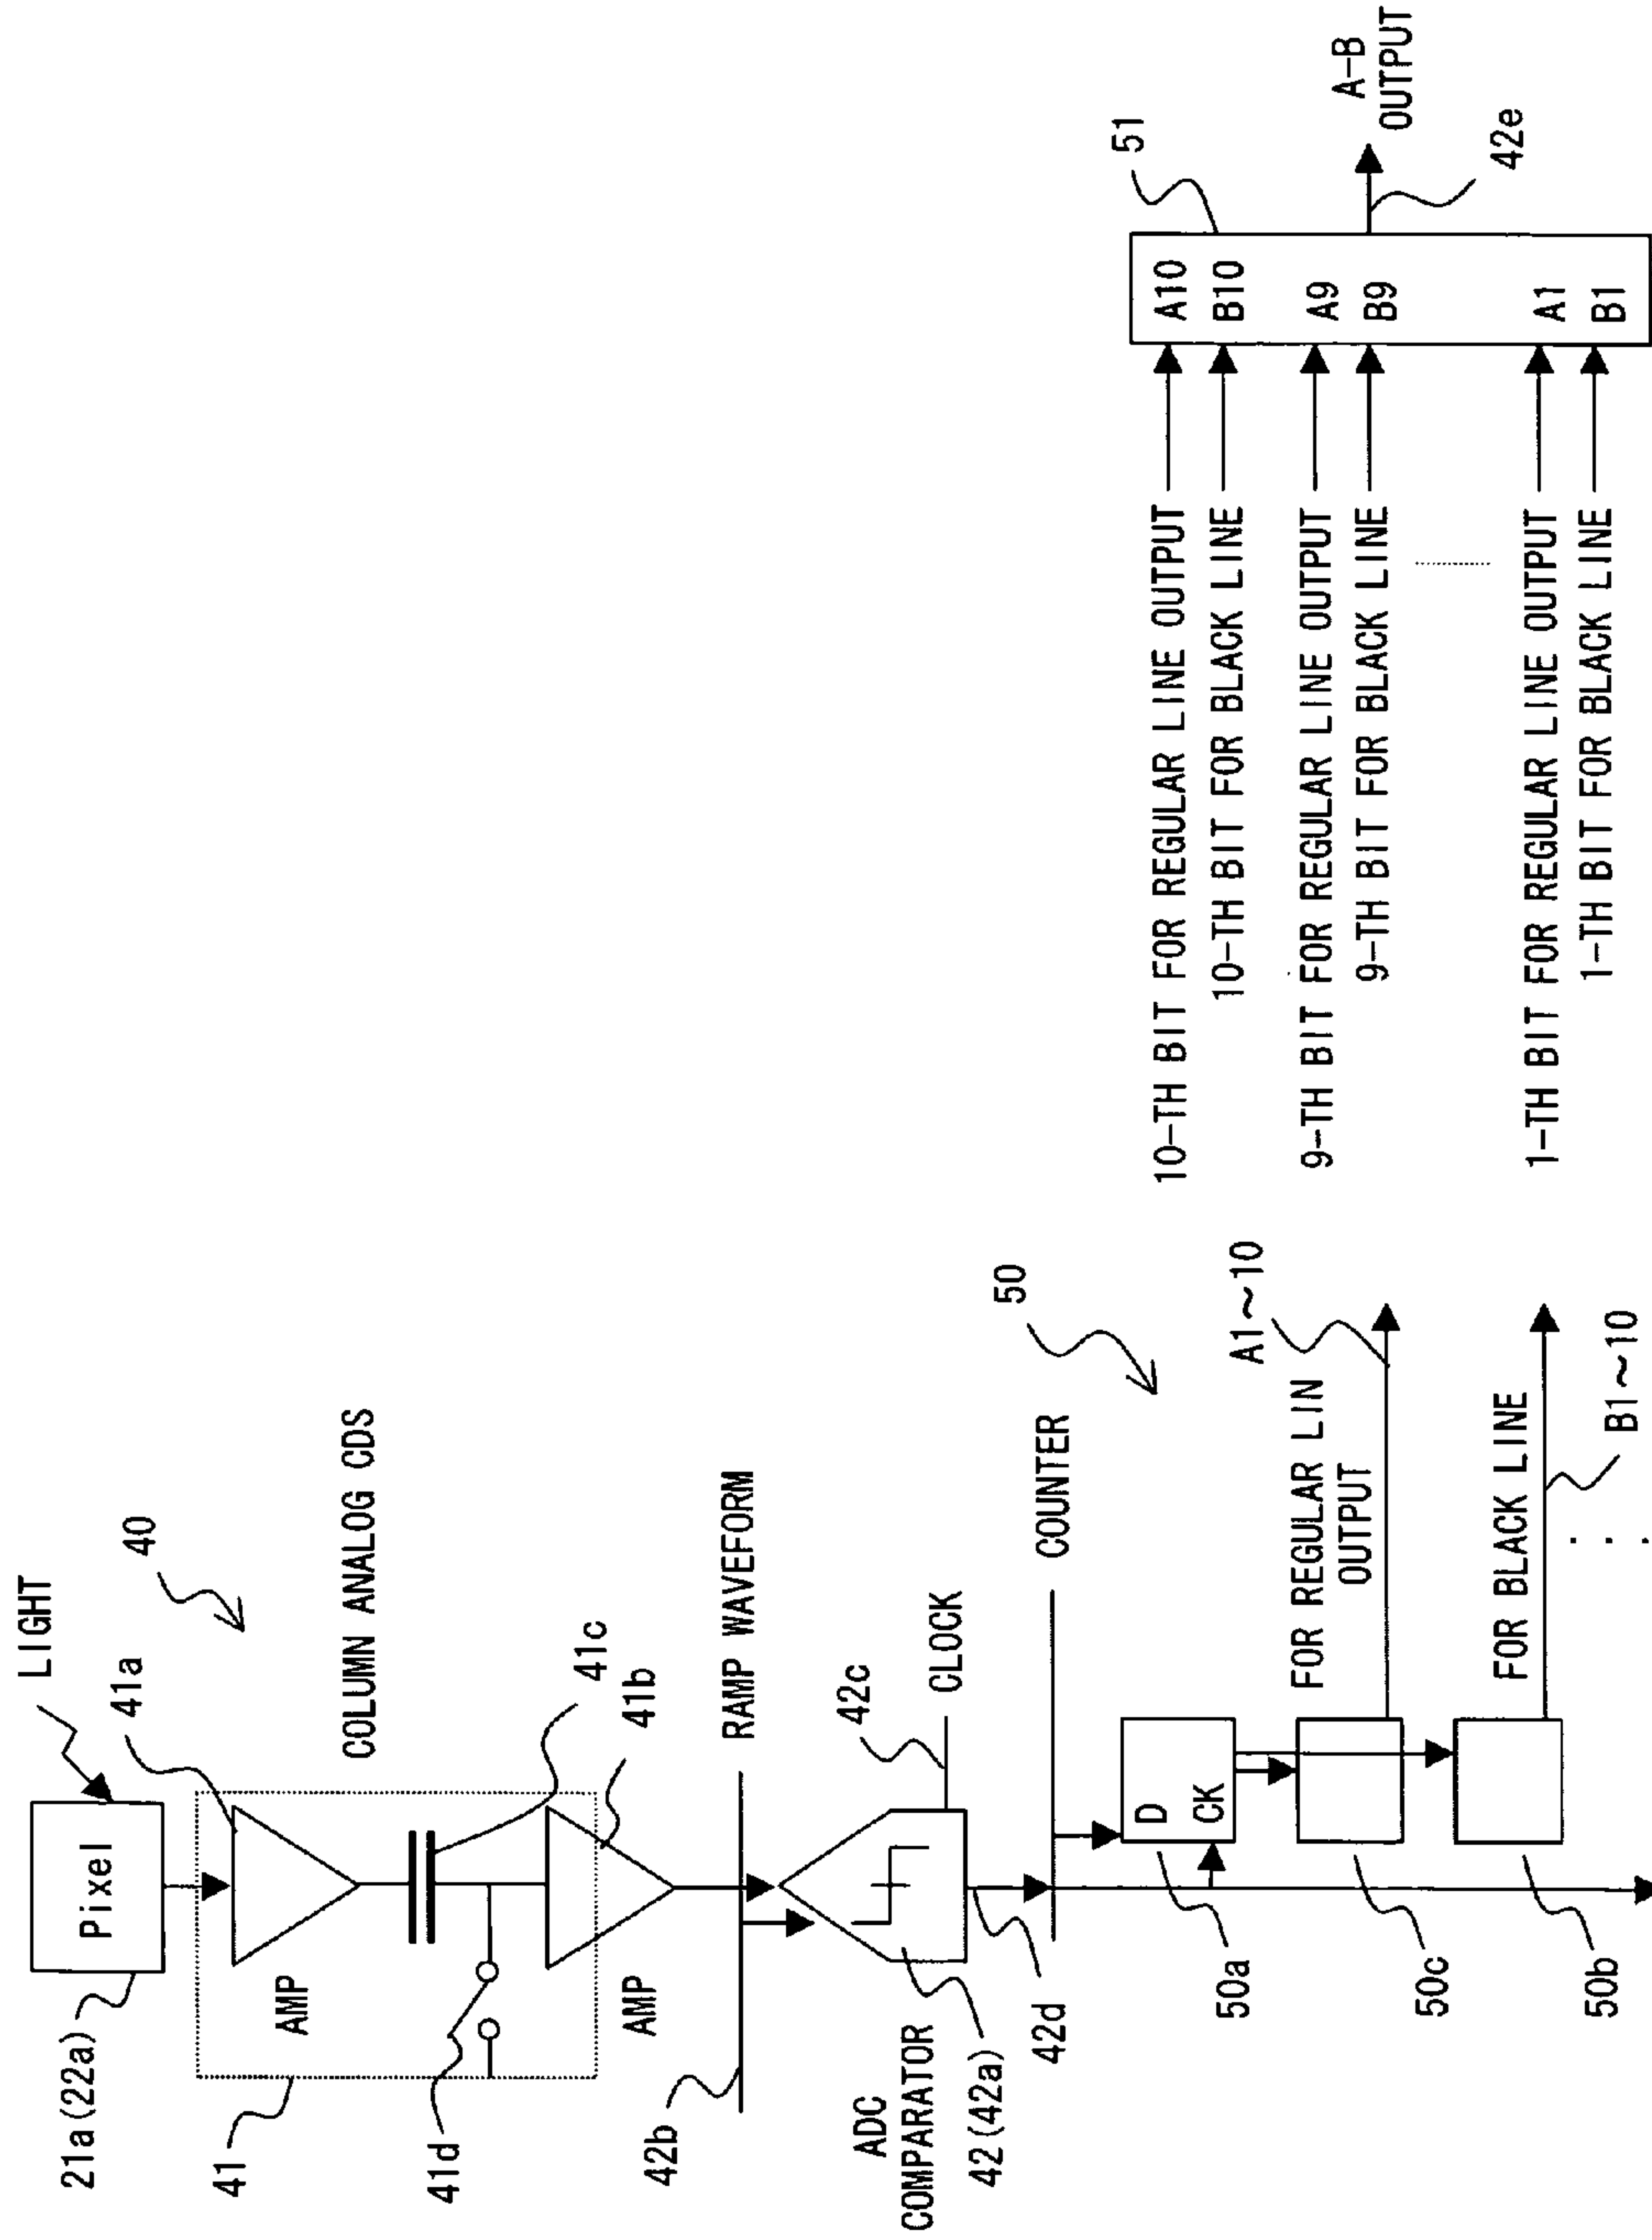 LIGHT
Pixel
21a(22a)
40
41a
41
AMP
COLUMN ANALOG CDS
41c
41d
41b
AMP
42b
RAMP WAVEFORM
ADC
COMPARATOR
42(42a)
42c
CLOCK
42d
COUNTER
50
D
CK
50a
FOR REGULAR LIN
OUTPUT
A1~10
50c
FOR BLACK LINE
B1~10
50b
10-TH BIT FOR REGULAR LINE OUTPUT
A10
10-TH BIT FOR BLACK LINE
B10
51
9-TH BIT FOR REGULAR LINE OUTPUT
A9
9-TH BIT FOR BLACK LINE
B9
A-B
OUTPUT
42e
1-TH BIT FOR REGULAR LINE OUTPUT
A1
1-TH BIT FOR BLACK LINE
B1